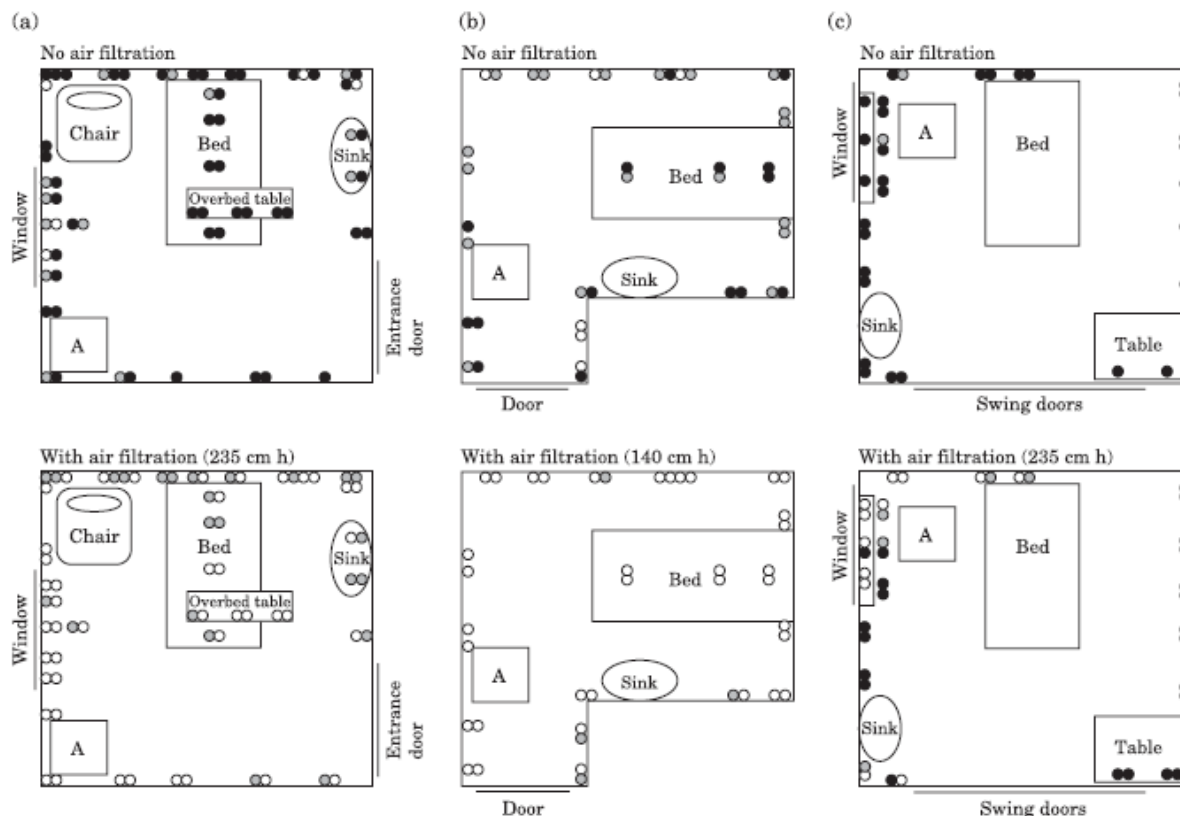 (a)
No air filtration
Chair
Bed
Sink
Overbed table
Window
A
Entrance
door
(b)
No air filtration
Bed
A
Sink
Door
(c)
No air filtration
Window
A
Bed
Sink
Table
Swing doors
With air filtration (235 cm h)
Chair
Bed
Sink
Overbed table
Window
A
Entrance
door
With air filtration (140 cm h)
Bed
A
Sink
Door
With air filtration (235 cm h)
Window
A
Bed
Sink
Table
Swing doors